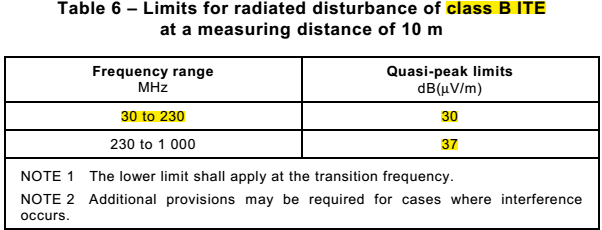 Table 6 – Limits for radiated disturbance of class B ITE
at a measuring distance of 10 m
Frequency range
MHz
Quasi-peak limits
dB(μV/m)
30 to 230
30
230 to 1 000
37
NOTE 1 The lower limit shall apply at the transition frequency.
NOTE 2 Additional provisions may be required for cases where interference
occurs.